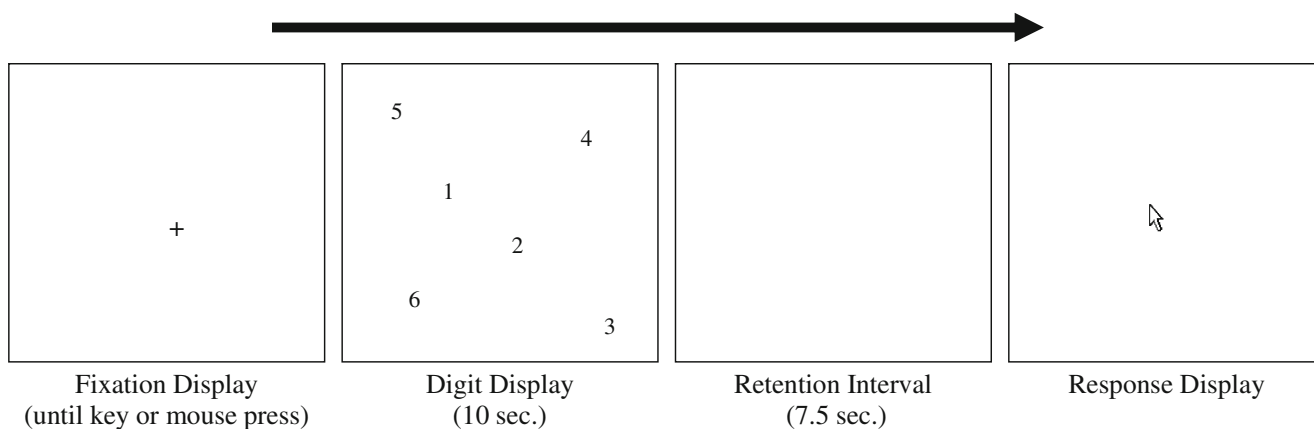 +
5
4
1
2
6
3
Fixation Display
(until key or mouse press)
Digit Display
(10 sec.)
Retention Interval
(7.5 sec.)
Response Display